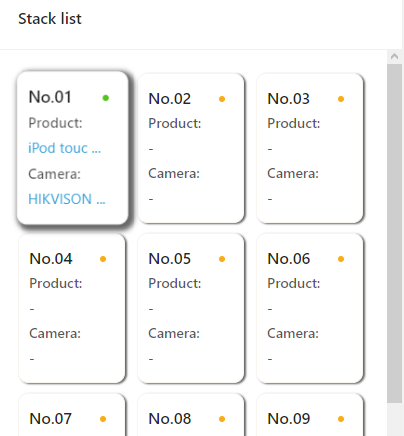 Stack list
No.01
Product:
iPod touc ...
Camera:
HIKVISON ...
No.02
Product:
-
Camera:
-
No.03
Product:
-
Camera:
-
No.04
Product:
-
Camera:
-
No.05
Product:
-
Camera:
-
No.06
Product:
-
Camera:
-
No.07
No.08
No.09